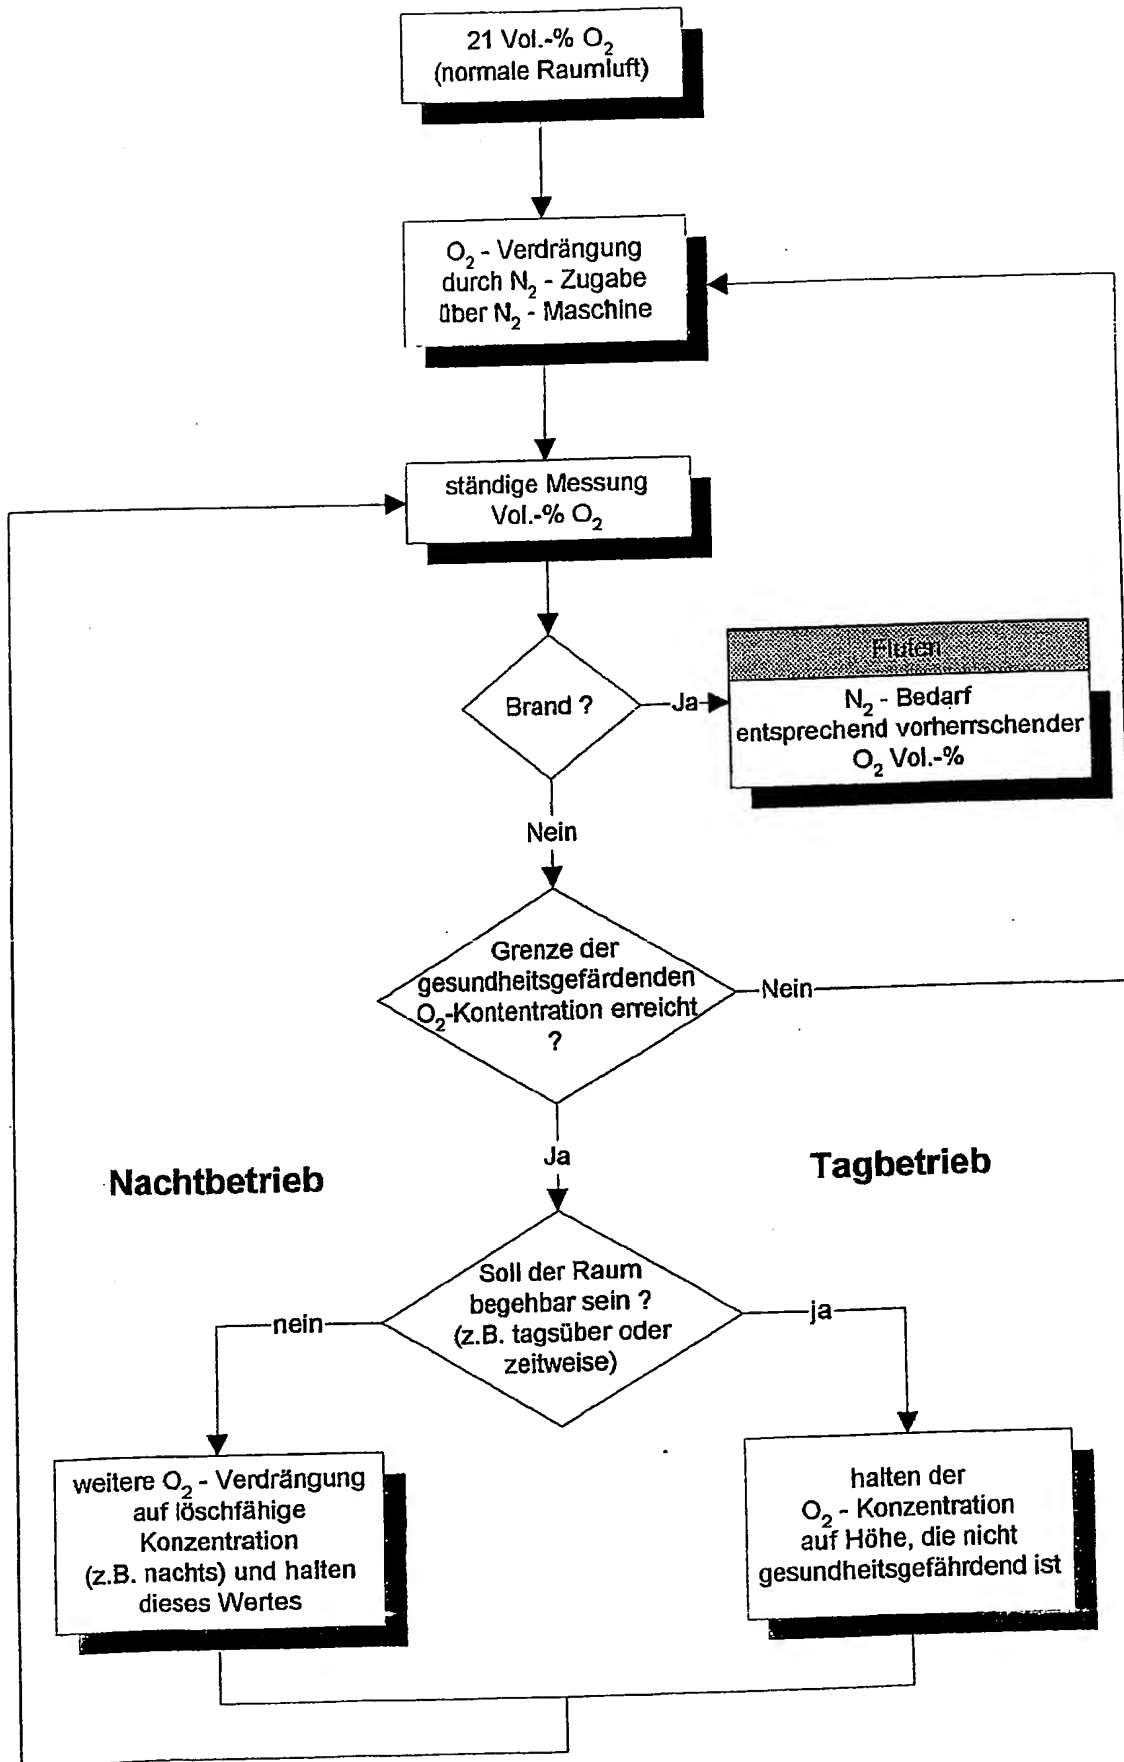 21 Vol.-% O₂
(normale Raumluft)
O₂ - Verdrängung
durch N₂ - Zugabe
über N₂ - Maschine
ständige Messung
Vol.-% O₂
Brand ?
Ja
Fluten
N₂ - Bedarf
entsprechend vorherrschender
O₂ Vol.-%
Nein
Grenze der
gesundheitsgefärdenden
O₂-Kontentration erreicht
?
Nein
Ja
Nachtbetrieb
Tagbetrieb
Soll der Raum
begehbar sein ?
(z.B. tagsüber oder
zeitweise)
nein
ja
weitere O₂ - Verdrängung
auf löschfähige
Konzentration
(z.B. nachts) und halten
dieses Wertes
halten der
O₂ - Konzentration
auf Höhe, die nicht
gesundheitsgefährdend ist